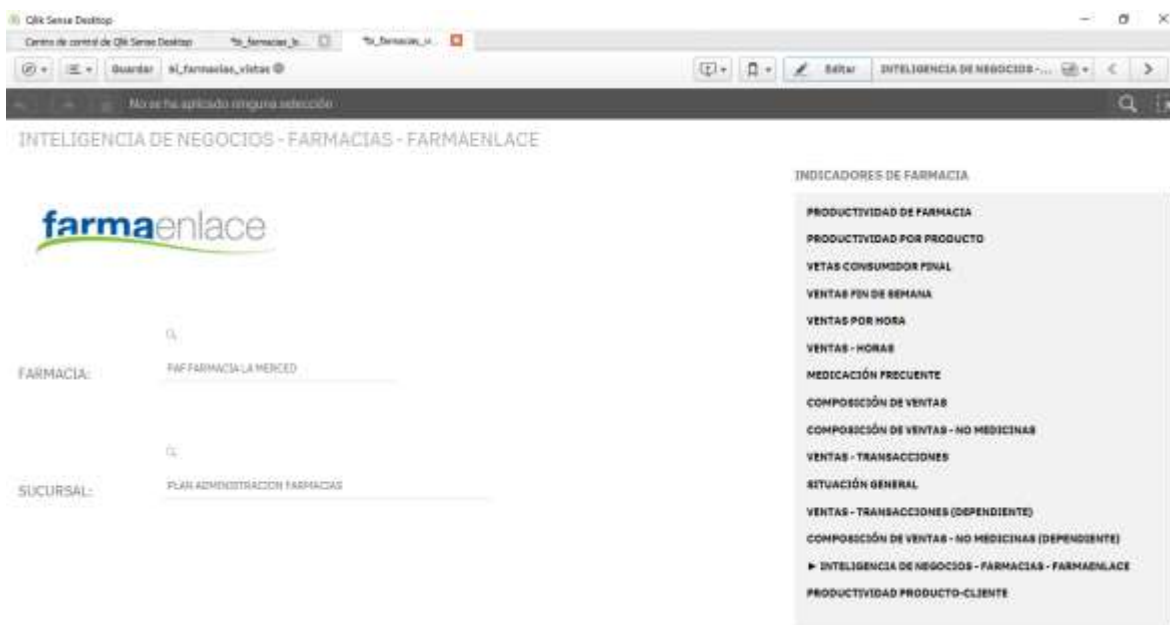 Qlik Sense Desktop
Centro de control de Qlik Sense Desktop
Guardar bi_farmacias_vistas
Editar INTELIGENCIA DE NEGOCIOS -...
No se ha aplicado ninguna selección
INTELIGENCIA DE NEGOCIOS - FARMACIAS - FARMAENLACE
INDICADORES DE FARMACIA
farmaenlace
FARMACIA:
PAF FARMACIA LA MERCED
SUCURSAL:
PLAN ADMINISTRACION FARMACIAS
PRODUCTIVIDAD DE FARMACIA
PRODUCTIVIDAD POR PRODUCTO
VETAS CONSUMIDOR FINAL
VENTAS FIN DE SEMANA
VENTAS POR HORA
VENTAS - HORAS
MEDICACIÓN FRECUENTE
COMPOSICIÓN DE VENTAS
COMPOSICIÓN DE VENTAS - NO MEDICINAS
VENTAS - TRANSACCIONES
SITUACIÓN GENERAL
VENTAS - TRANSACCIONES (DEPENDIENTE)
COMPOSICIÓN DE VENTAS - NO MEDICINAS (DEPENDIENTE)
► INTELIGENCIA DE NEGOCIOS - FARMACIAS - FARMAENLACE
PRODUCTIVIDAD PRODUCTO-CLIENTE